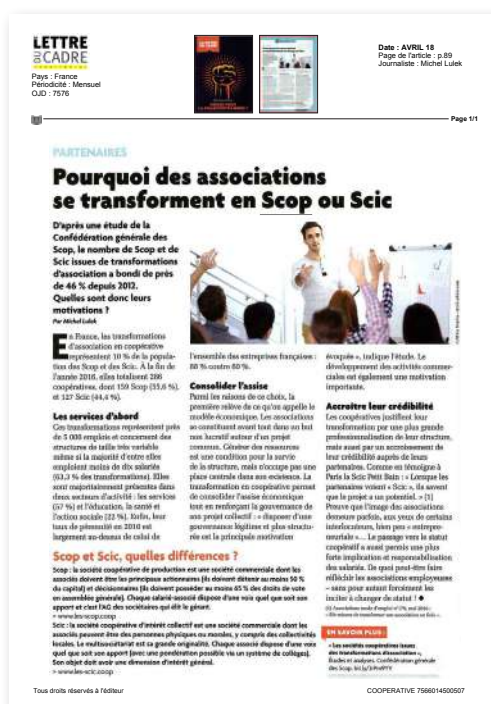 LETTRE
DU CADRE
TERRITORIAL
Pays : France
Périodicité : Mensuel
OJD : 7576
Date : AVRIL 18
Page de l'article : p.89
Journaliste : Michel Lulek
Page 1/1
PARTENAIRES
Pourquoi des associations
se transforment en Scop ou Scic
D'après une étude de la
Confédération générale des
Scop, le nombre de Scop et de
Scic issues de transformations
d'association a bondi de près
de 46 % depuis 2012.
Quelles sont donc leurs
motivations ?
Par Michel Lulek
En France, les transformations
d'association en coopérative
représentent 10 % de la popula-
tion des Scop et des Scic. À la fin de
l'année 2016, elles totalisent 286
coopératives, dont 159 Scop (55,6 %),
et 127 Scic (44,4 %).
Les services d'abord
Ces transformations représentent près
de 5 000 emplois et concernent des
structures de taille très variable
même si la majorité d'entre elles
emploient moins de dix salariés
(63,3 % des transformations). Elles
sont majoritairement présentes dans
deux secteurs d'activité : les services
(57 %) et l'éducation, la santé et
l'action sociale (22 %). Enfin, leur
taux de pérennité en 2010 est
largement au-dessus de celui de
l'ensemble des entreprises françaises :
88 % contre 60 %.
Consolider l'assise
Parmi les raisons de ce choix, la
première relève de ce qu'on appelle le
modèle économique. Les associations
se constituent avant tout dans un but
non lucratif autour d'un projet
commun. Générer des ressources
est une condition pour la survie
de la structure, mais n'occupe pas une
place centrale dans son existence. La
transformation en coopérative permet
de consolider l'assise économique
tout en renforçant la gouvernance de
son projet collectif : « disposer d'une
gouvernance légitime et plus structu-
rée est la principale motivation
évoquée », indique l'étude. Le
développement des activités commer-
ciales est également une motivation
importante.
Accroître leur crédibilité
Les coopératives justifient leur
transformation par une plus grande
professionnalisation de leur structure,
mais aussi par un accroissement de
leur crédibilité auprès de leurs
partenaires. Comme en témoigne à
Paris la Scic Petit Bain : « Lorsque les
partenaires voient « Scic », ils savent
que le projet a un potentiel. » (1)
Preuve que l'image des associations
demeure parfois, aux yeux de certains
interlocuteurs, bien peu « entrepre-
neuriale »... Le passage vers le statut
coopératif a aussi permis une plus
forte implication et responsabilisation
des salariés. De quoi peut-être faire
réfléchir les associations employeuses
– sans pour autant forcément les
inciter à changer de statut ! ◆
Scop et Scic, quelles différences ?
Scop : la société coopérative de production est une société commerciale dont les
associés doivent être les principaux actionnaires (ils doivent détenir au moins 50 %
du capital) et décisionnaires (ils doivent posséder au moins 65 % des droits de vote
en assemblée générale). Chaque salarié-associé dispose d'une voix quel que soit son
apport et c'est l'AG des sociétaires qui élit le gérant.
> www.les-scop.coop
Scic : la société coopérative d'intérêt collectif est une société commerciale dont les
associés peuvent être des personnes physiques ou morales, y compris des collectivités
locales. Le multisociétariat est sa grande originalité. Chaque associé dispose d'une voix
quel que soit son apport (avec une pondération possible via un système de collèges).
Son objet doit avoir une dimension d'intérêt général.
> www.les-scic.coop
EN SAVOIR PLUS :
« Les sociétés coopératives issues
des transformations d'association »,
Études et analyses, Confédération générale
des Scop.
Tous droits réservés à l'éditeur
COOPERATIVE 7566014500507